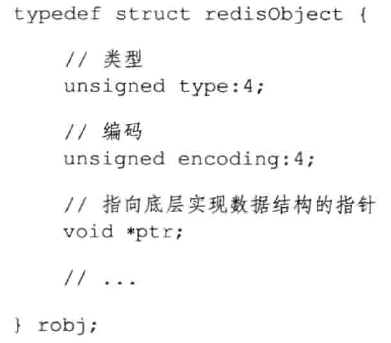 typedef struct redisObject {
// 类型
unsigned type:4;
// 编码
unsigned encoding:4;
// 指向底层实现数据结构的指针
void *ptr;
// ...
} robj;